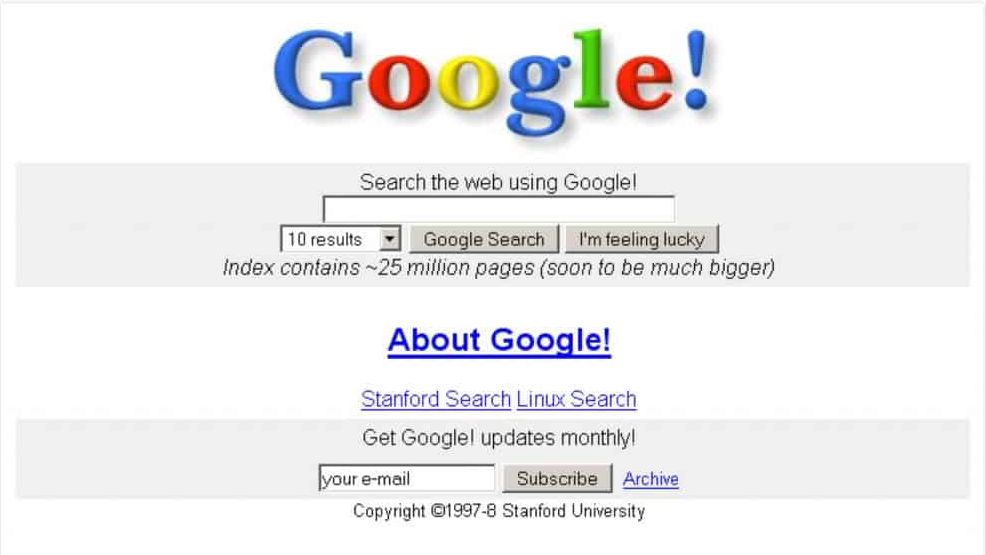 Google!
Search the web using Google!
10 results Google Search I'm feeling lucky
Index contains ~25 million pages (soon to be much bigger)
About Google!
Stanford Search Linux Search
Get Google! updates monthly!
your e-mail Subscribe Archive
Copyright ©1997-8 Stanford University